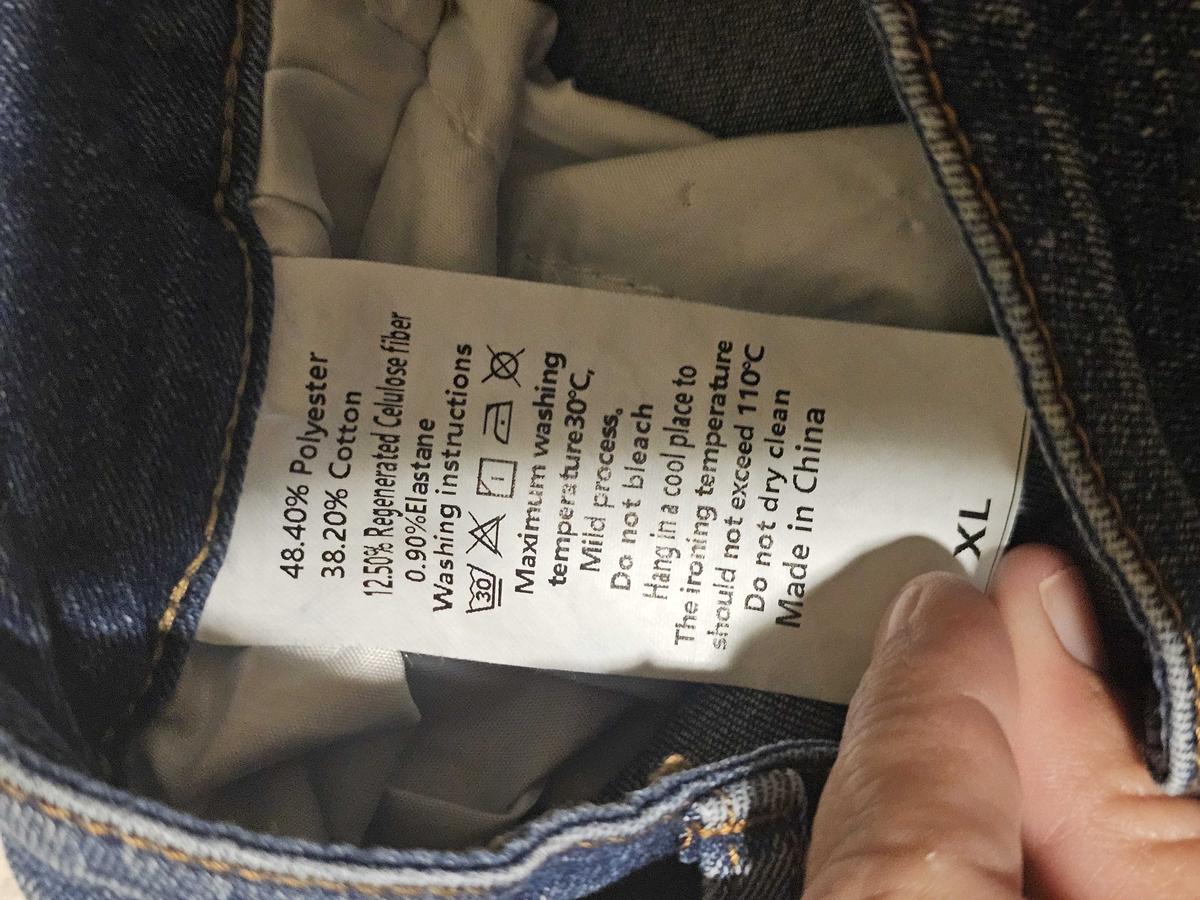 48.40% Polyester
38.20% Cotton
12.50% Regenerated Celulose fiber
0.90%Elastane
Washing instructions
30
Maximum washing
temperature30℃,
Mild process。
Do not bleach
Hang in a cool place to
The ironing temperature
should not exceed 110℃
Do not dry clean
Made in China
XL